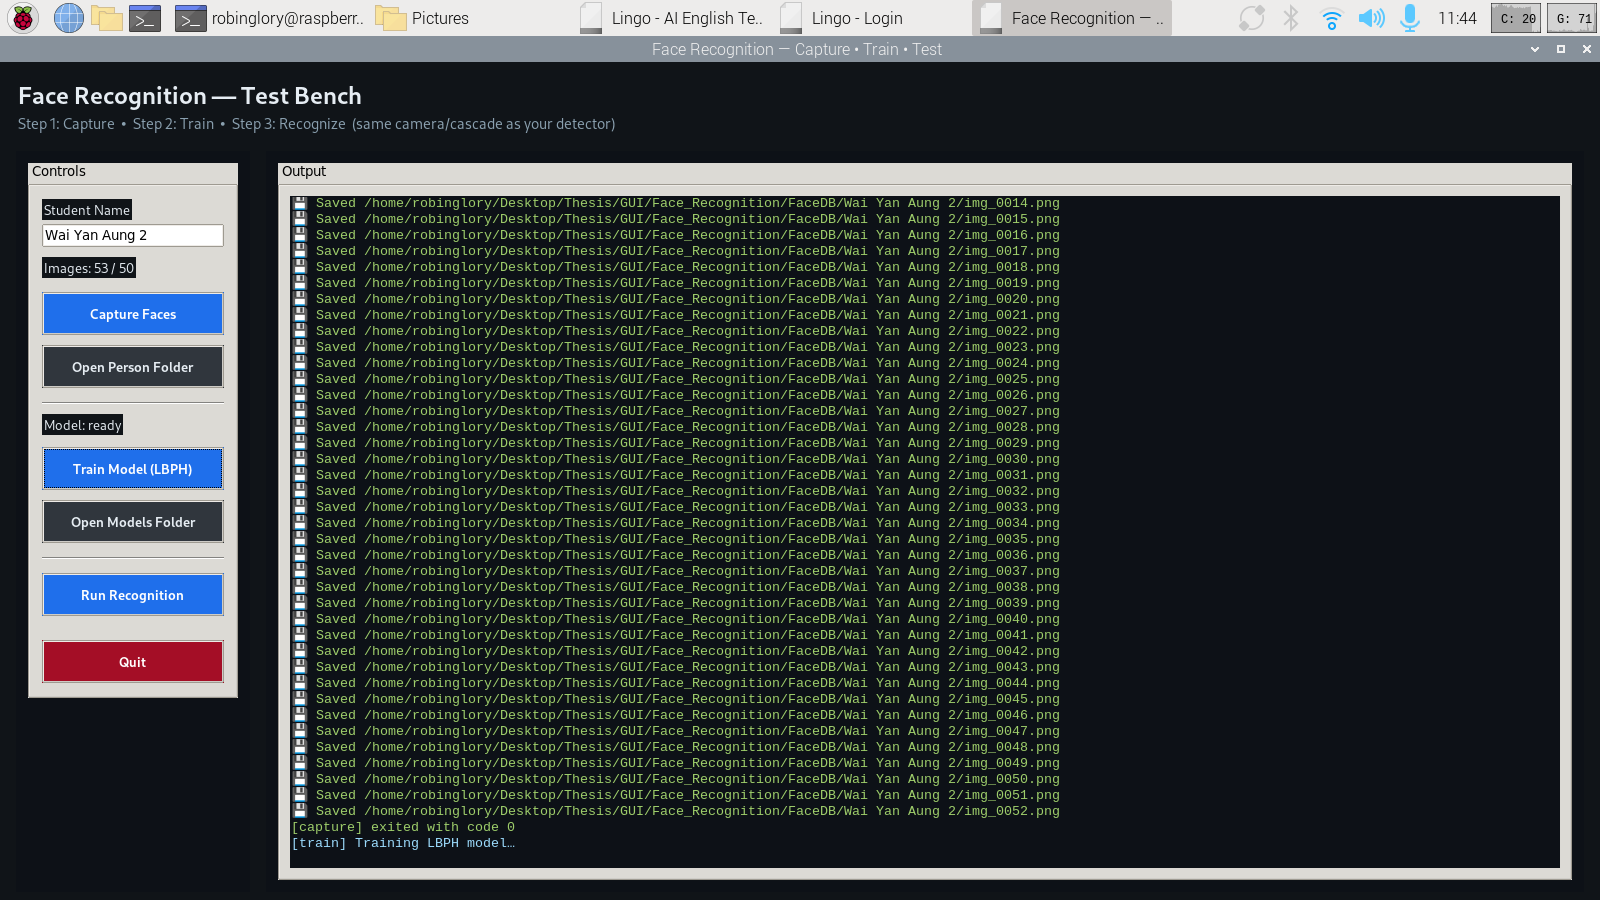 robinglory@raspberr..
Pictures
Lingo - AI English Te..
Lingo - Login
Face Recognition — ..
11:44
C: 20
G: 71
Face Recognition — Capture • Train • Test
Face Recognition — Test Bench
Step 1: Capture • Step 2: Train • Step 3: Recognize (same camera/cascade as your detector)
Controls
Student Name
Wai Yan Aung 2
Images: 53 / 50
Capture Faces
Open Person Folder
Model: ready
Train Model (LBPH)
Open Models Folder
Run Recognition
Quit
Output
Saved /home/robinglory/Desktop/Thesis/GUI/Face_Recognition/FaceDB/Wai Yan Aung 2/img_0014.png
Saved /home/robinglory/Desktop/Thesis/GUI/Face_Recognition/FaceDB/Wai Yan Aung 2/img_0015.png
Saved /home/robinglory/Desktop/Thesis/GUI/Face_Recognition/FaceDB/Wai Yan Aung 2/img_0016.png
Saved /home/robinglory/Desktop/Thesis/GUI/Face_Recognition/FaceDB/Wai Yan Aung 2/img_0017.png
Saved /home/robinglory/Desktop/Thesis/GUI/Face_Recognition/FaceDB/Wai Yan Aung 2/img_0018.png
Saved /home/robinglory/Desktop/Thesis/GUI/Face_Recognition/FaceDB/Wai Yan Aung 2/img_0019.png
Saved /home/robinglory/Desktop/Thesis/GUI/Face_Recognition/FaceDB/Wai Yan Aung 2/img_0020.png
Saved /home/robinglory/Desktop/Thesis/GUI/Face_Recognition/FaceDB/Wai Yan Aung 2/img_0021.png
Saved /home/robinglory/Desktop/Thesis/GUI/Face_Recognition/FaceDB/Wai Yan Aung 2/img_0022.png
Saved /home/robinglory/Desktop/Thesis/GUI/Face_Recognition/FaceDB/Wai Yan Aung 2/img_0023.png
Saved /home/robinglory/Desktop/Thesis/GUI/Face_Recognition/FaceDB/Wai Yan Aung 2/img_0024.png
Saved /home/robinglory/Desktop/Thesis/GUI/Face_Recognition/FaceDB/Wai Yan Aung 2/img_0025.png
Saved /home/robinglory/Desktop/Thesis/GUI/Face_Recognition/FaceDB/Wai Yan Aung 2/img_0026.png
Saved /home/robinglory/Desktop/Thesis/GUI/Face_Recognition/FaceDB/Wai Yan Aung 2/img_0027.png
Saved /home/robinglory/Desktop/Thesis/GUI/Face_Recognition/FaceDB/Wai Yan Aung 2/img_0028.png
Saved /home/robinglory/Desktop/Thesis/GUI/Face_Recognition/FaceDB/Wai Yan Aung 2/img_0029.png
Saved /home/robinglory/Desktop/Thesis/GUI/Face_Recognition/FaceDB/Wai Yan Aung 2/img_0030.png
Saved /home/robinglory/Desktop/Thesis/GUI/Face_Recognition/FaceDB/Wai Yan Aung 2/img_0031.png
Saved /home/robinglory/Desktop/Thesis/GUI/Face_Recognition/FaceDB/Wai Yan Aung 2/img_0032.png
Saved /home/robinglory/Desktop/Thesis/GUI/Face_Recognition/FaceDB/Wai Yan Aung 2/img_0033.png
Saved /home/robinglory/Desktop/Thesis/GUI/Face_Recognition/FaceDB/Wai Yan Aung 2/img_0034.png
Saved /home/robinglory/Desktop/Thesis/GUI/Face_Recognition/FaceDB/Wai Yan Aung 2/img_0035.png
Saved /home/robinglory/Desktop/Thesis/GUI/Face_Recognition/FaceDB/Wai Yan Aung 2/img_0036.png
Saved /home/robinglory/Desktop/Thesis/GUI/Face_Recognition/FaceDB/Wai Yan Aung 2/img_0037.png
Saved /home/robinglory/Desktop/Thesis/GUI/Face_Recognition/FaceDB/Wai Yan Aung 2/img_0038.png
Saved /home/robinglory/Desktop/Thesis/GUI/Face_Recognition/FaceDB/Wai Yan Aung 2/img_0039.png
Saved /home/robinglory/Desktop/Thesis/GUI/Face_Recognition/FaceDB/Wai Yan Aung 2/img_0040.png
Saved /home/robinglory/Desktop/Thesis/GUI/Face_Recognition/FaceDB/Wai Yan Aung 2/img_0041.png
Saved /home/robinglory/Desktop/Thesis/GUI/Face_Recognition/FaceDB/Wai Yan Aung 2/img_0042.png
Saved /home/robinglory/Desktop/Thesis/GUI/Face_Recognition/FaceDB/Wai Yan Aung 2/img_0043.png
Saved /home/robinglory/Desktop/Thesis/GUI/Face_Recognition/FaceDB/Wai Yan Aung 2/img_0044.png
Saved /home/robinglory/Desktop/Thesis/GUI/Face_Recognition/FaceDB/Wai Yan Aung 2/img_0045.png
Saved /home/robinglory/Desktop/Thesis/GUI/Face_Recognition/FaceDB/Wai Yan Aung 2/img_0046.png
Saved /home/robinglory/Desktop/Thesis/GUI/Face_Recognition/FaceDB/Wai Yan Aung 2/img_0047.png
Saved /home/robinglory/Desktop/Thesis/GUI/Face_Recognition/FaceDB/Wai Yan Aung 2/img_0048.png
Saved /home/robinglory/Desktop/Thesis/GUI/Face_Recognition/FaceDB/Wai Yan Aung 2/img_0049.png
Saved /home/robinglory/Desktop/Thesis/GUI/Face_Recognition/FaceDB/Wai Yan Aung 2/img_0050.png
Saved /home/robinglory/Desktop/Thesis/GUI/Face_Recognition/FaceDB/Wai Yan Aung 2/img_0051.png
Saved /home/robinglory/Desktop/Thesis/GUI/Face_Recognition/FaceDB/Wai Yan Aung 2/img_0052.png
[capture] exited with code 0
[train] Training LBPH model…